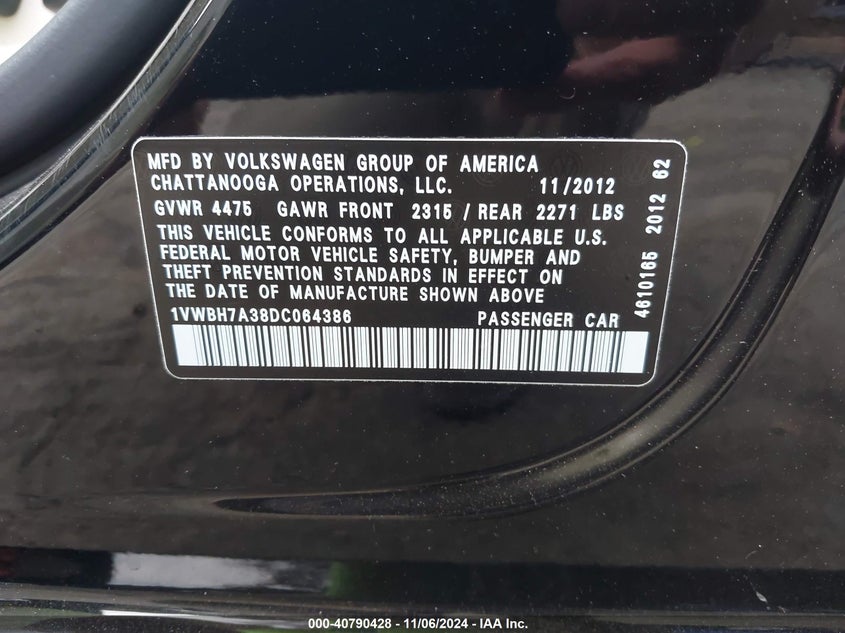 MFD BY VOLKSWAGEN GROUP OF AMERICA
CHATTANOOGA OPERATIONS, LLC. 11/2012
GVWR 4475 GAWR FRONT 2315 / REAR 2271 LBS
THIS VEHICLE CONFORMS TO ALL APPLICABLE U.S.
FEDERAL MOTOR VEHICLE SAFETY, BUMPER AND
THEFT PREVENTION STANDARDS IN EFFECT ON
THE DATE OF MANUFACTURE SHOWN ABOVE
1VWBH7A38DC064386 PASSENGER CAR
4610165 2012 62
000-40790428 - 11/06/2024 - IAA Inc.